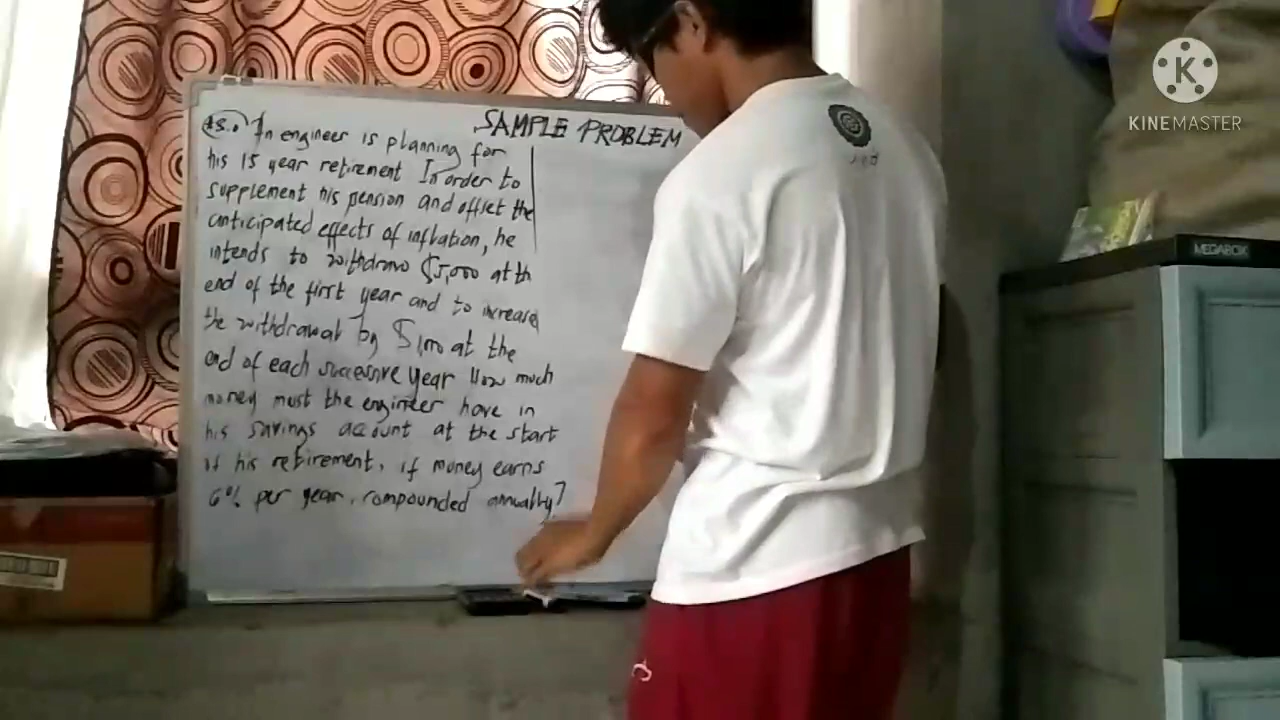 SAMPLE PROBLEM
An engineer is planning for
his 15 year retirement In order to
supplement his pension and offset the
anticipated effects of inflation, he
intends to withdraw $5,000 at th
end of the first year and to increase
the withdrawal by $1,000 at the
end of each successive year How much
money must the engineer have in
his savings account at the start
of his retirement, if money earns
6% per year, compounded annually?
KINEMASTER
MEGABOX